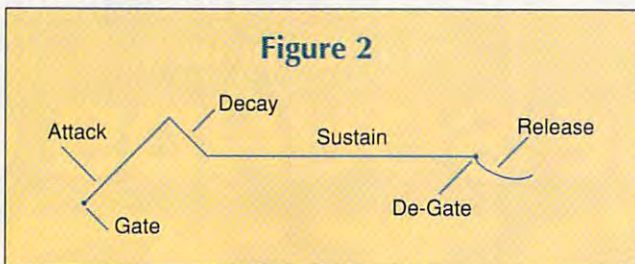 Figure 2
Decay
Attack
Sustain
Release
De-Gate
Gate